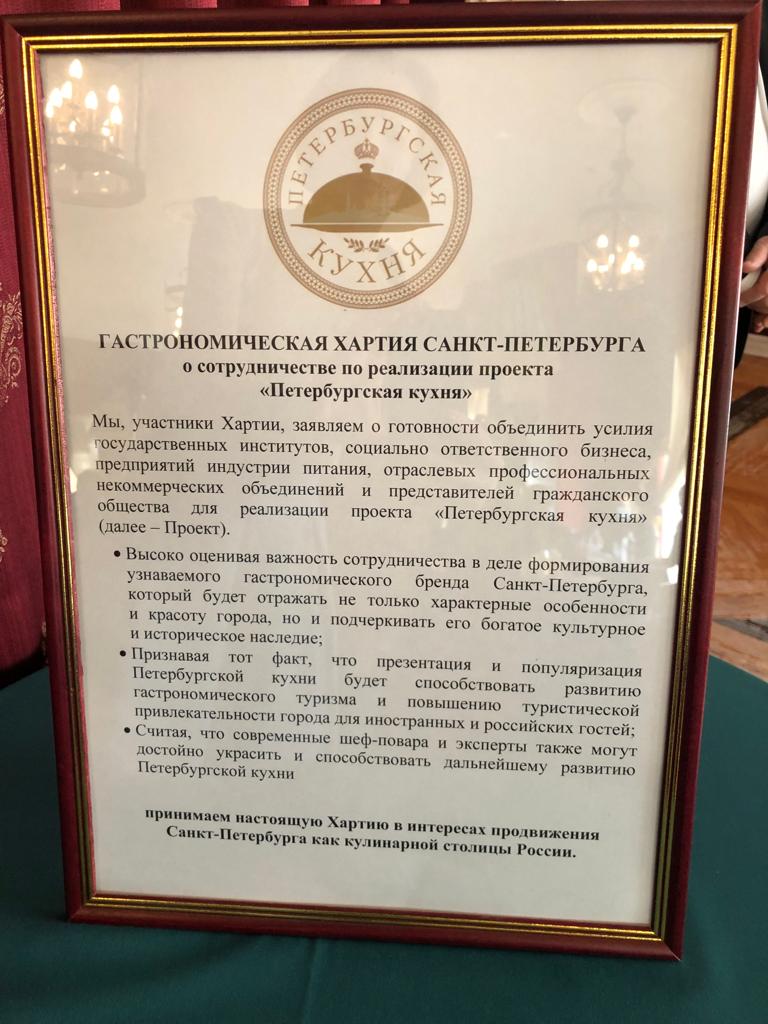 ПЕТЕРБУРГСКАЯ
КУХНЯ
ГАСТРОНОМИЧЕСКАЯ ХАРТИЯ САНКТ-ПЕТЕРБУРГА
о сотрудничестве по реализации проекта
«Петербургская кухня»
Мы, участники Хартии, заявляем о готовности объединить усилия
государственных институтов, социально ответственного бизнеса,
предприятий индустрии питания, отраслевых профессиональных
некоммерческих объединений и представителей гражданского
общества для реализации проекта «Петербургская кухня»
(далее – Проект).
• Высоко оценивая важность сотрудничества в деле формирования
узнаваемого гастрономического бренда Санкт-Петербурга,
который будет отражать не только характерные особенности
и красоту города, но и подчеркивать его богатое культурное
и историческое наследие;
• Признавая тот факт, что презентация и популяризация
Петербургской кухни будет способствовать развитию
гастрономического туризма и повышению туристической
привлекательности города для иностранных и российских гостей;
• Считая, что современные шеф-повара и эксперты также могут
достойно украсить и способствовать дальнейшему развитию
Петербургской кухни
принимаем настоящую Хартию в интересах продвижения
Санкт-Петербурга как кулинарной столицы России.